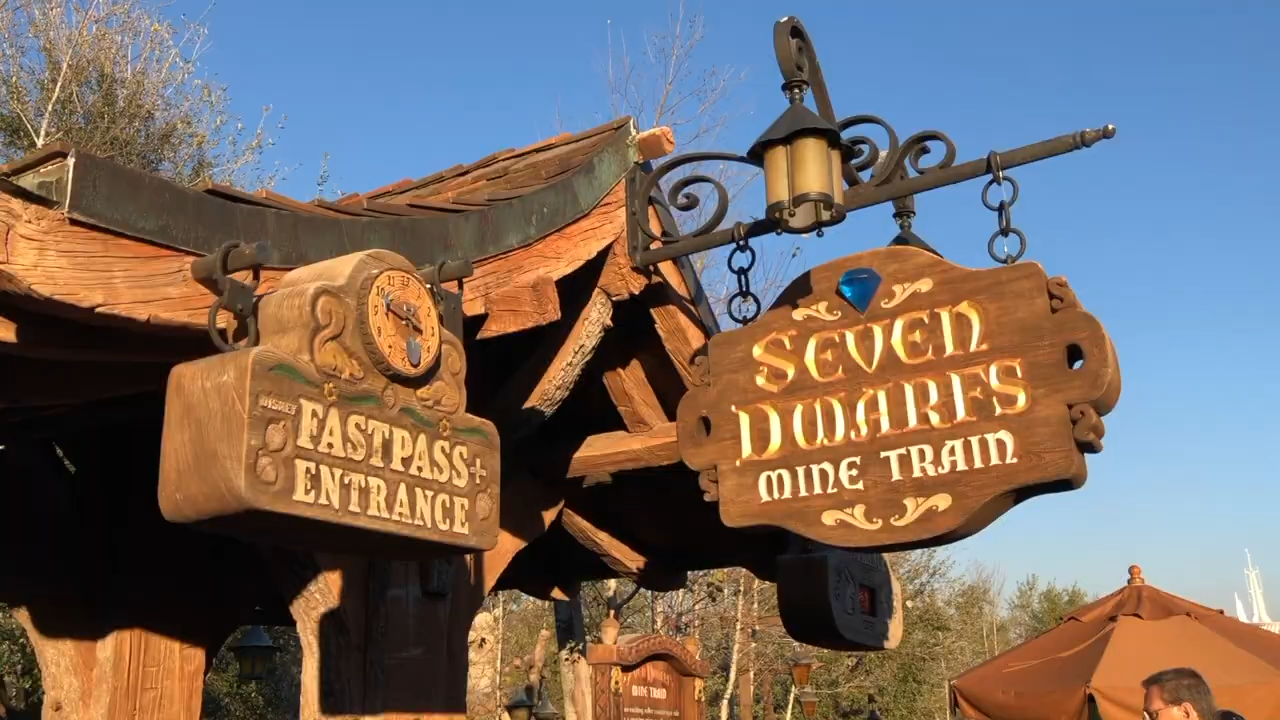 DISNEY
FASTPASS+
ENTRANCE
SEVEN
DWARFS
MINE TRAIN
MINE TRAIN